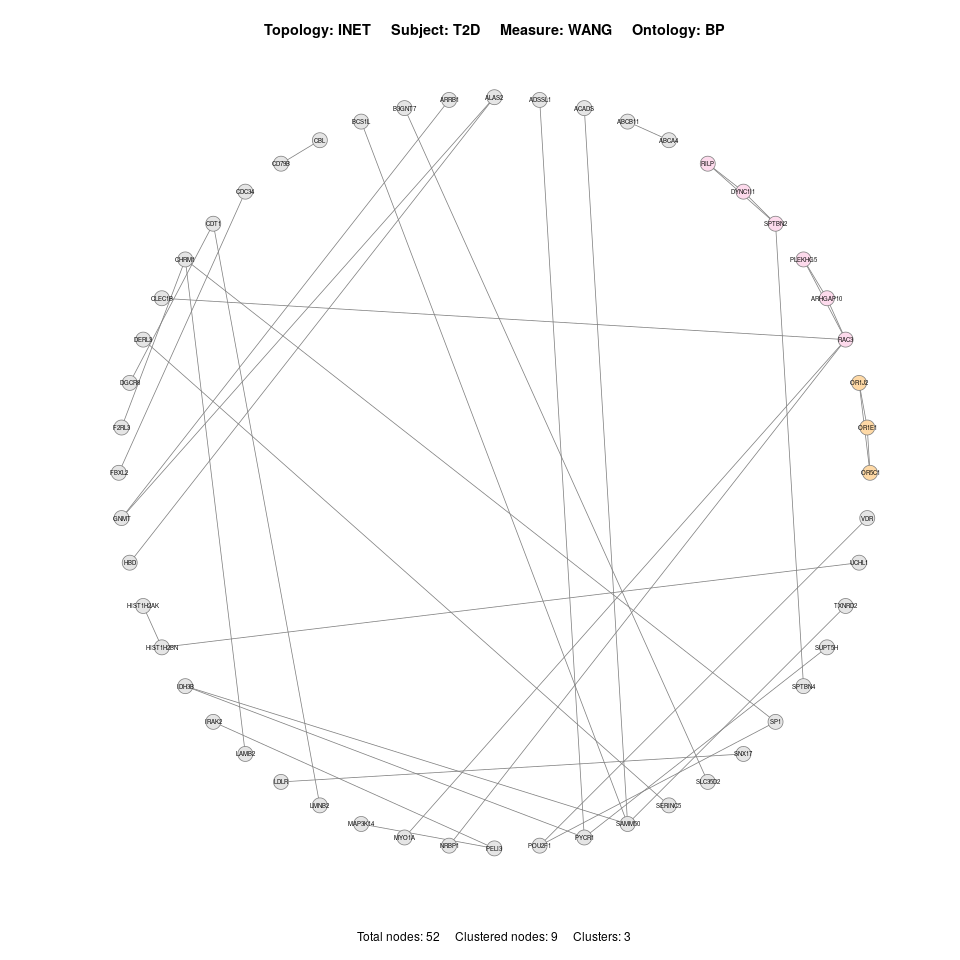 Topology: INET Subject: T2D Measure: WANG Ontology: BP
ALAS2
ARRB1
ADSSL1
B3GNT7
ACADS
BCS1L
ABCB11
CBL
ABCA4
CD79B
RILP
CDC34
DYNC1I1
CDT1
SPTBN2
CHRM1
PLEKHG5
CLEC1B
ARHGAP10
DERL3
RAC3
DGCR8
OR1J2
F2RL3
OR1E1
FBXL2
OR5C1
GNMT
VDR
HBD
UCHL1
HIST1H2AK
TXNRD2
HIST1H2BN
SUPT5H
IDH3B
SPTBN4
IRAK2
SP1
LAMB2
SNX17
LDLR
SLC35D2
LMNB2
SERINC5
MAP3K14
SAMM50
MYO1A
PYCR1
NRBP1
POU2F1
PELI3
Total nodes: 52 Clustered nodes: 9 Clusters: 3